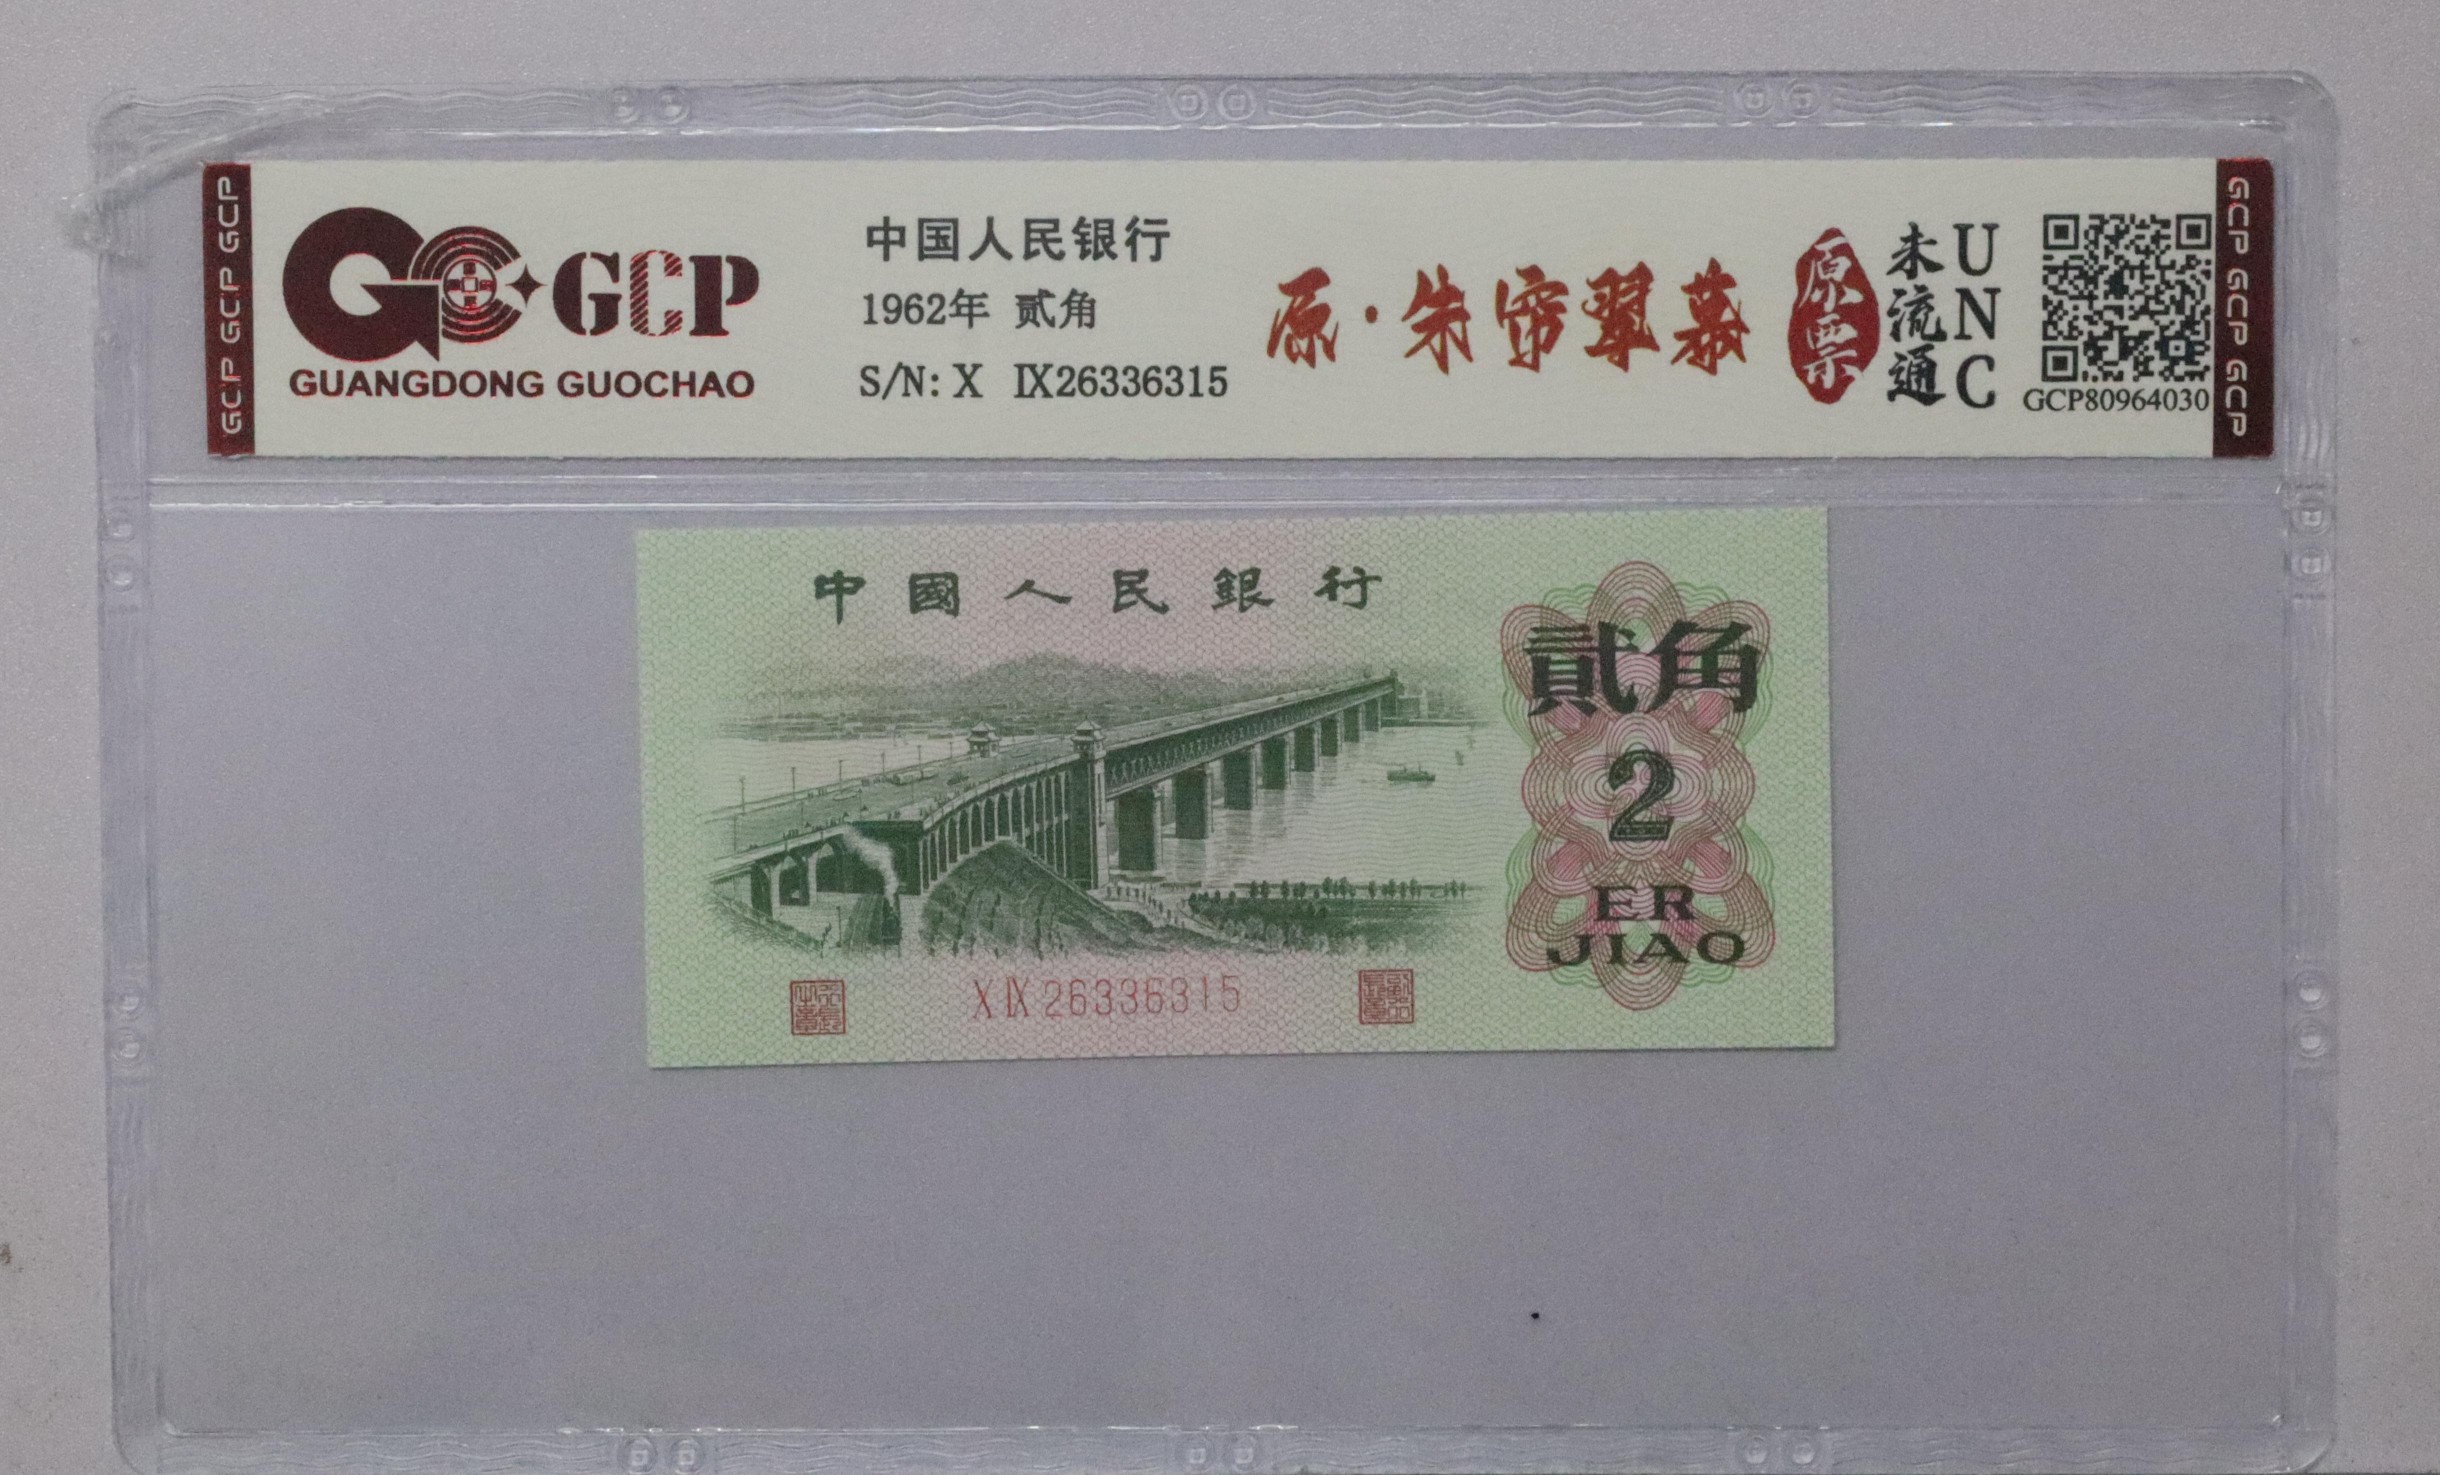 GCP GCP GCP
GCP
GUANGDONG GUOCHAO
中国人民银行
1962年 贰角
S/N: X IX26336315
原·朱帘翠幕
原票
未流通
UNC
GCP80964030
GCP GCP GCP
中國人民銀行
貳角
2
ER
JIAO
X IX 26336315